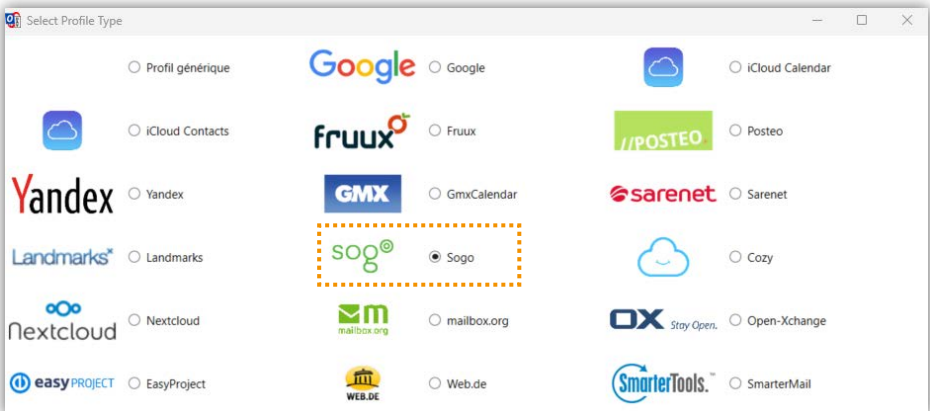 Select Profile Type
Profil générique
Google Google
iCloud Calendar
iCloud Contacts
fruux Fruux
//POSTEO. Posteo
Yandex Yandex
GMX GmxCalendar
sarenet Sarenet
Landmarks Landmarks
sogo Sogo
Cozy
Nextcloud Nextcloud
m
mailbox.org mailbox.org
OX Stay Open. Open-Xchange
easy PROJECT EasyProject
WEB.DE Web.de
SmarterTools.™ SmarterMail